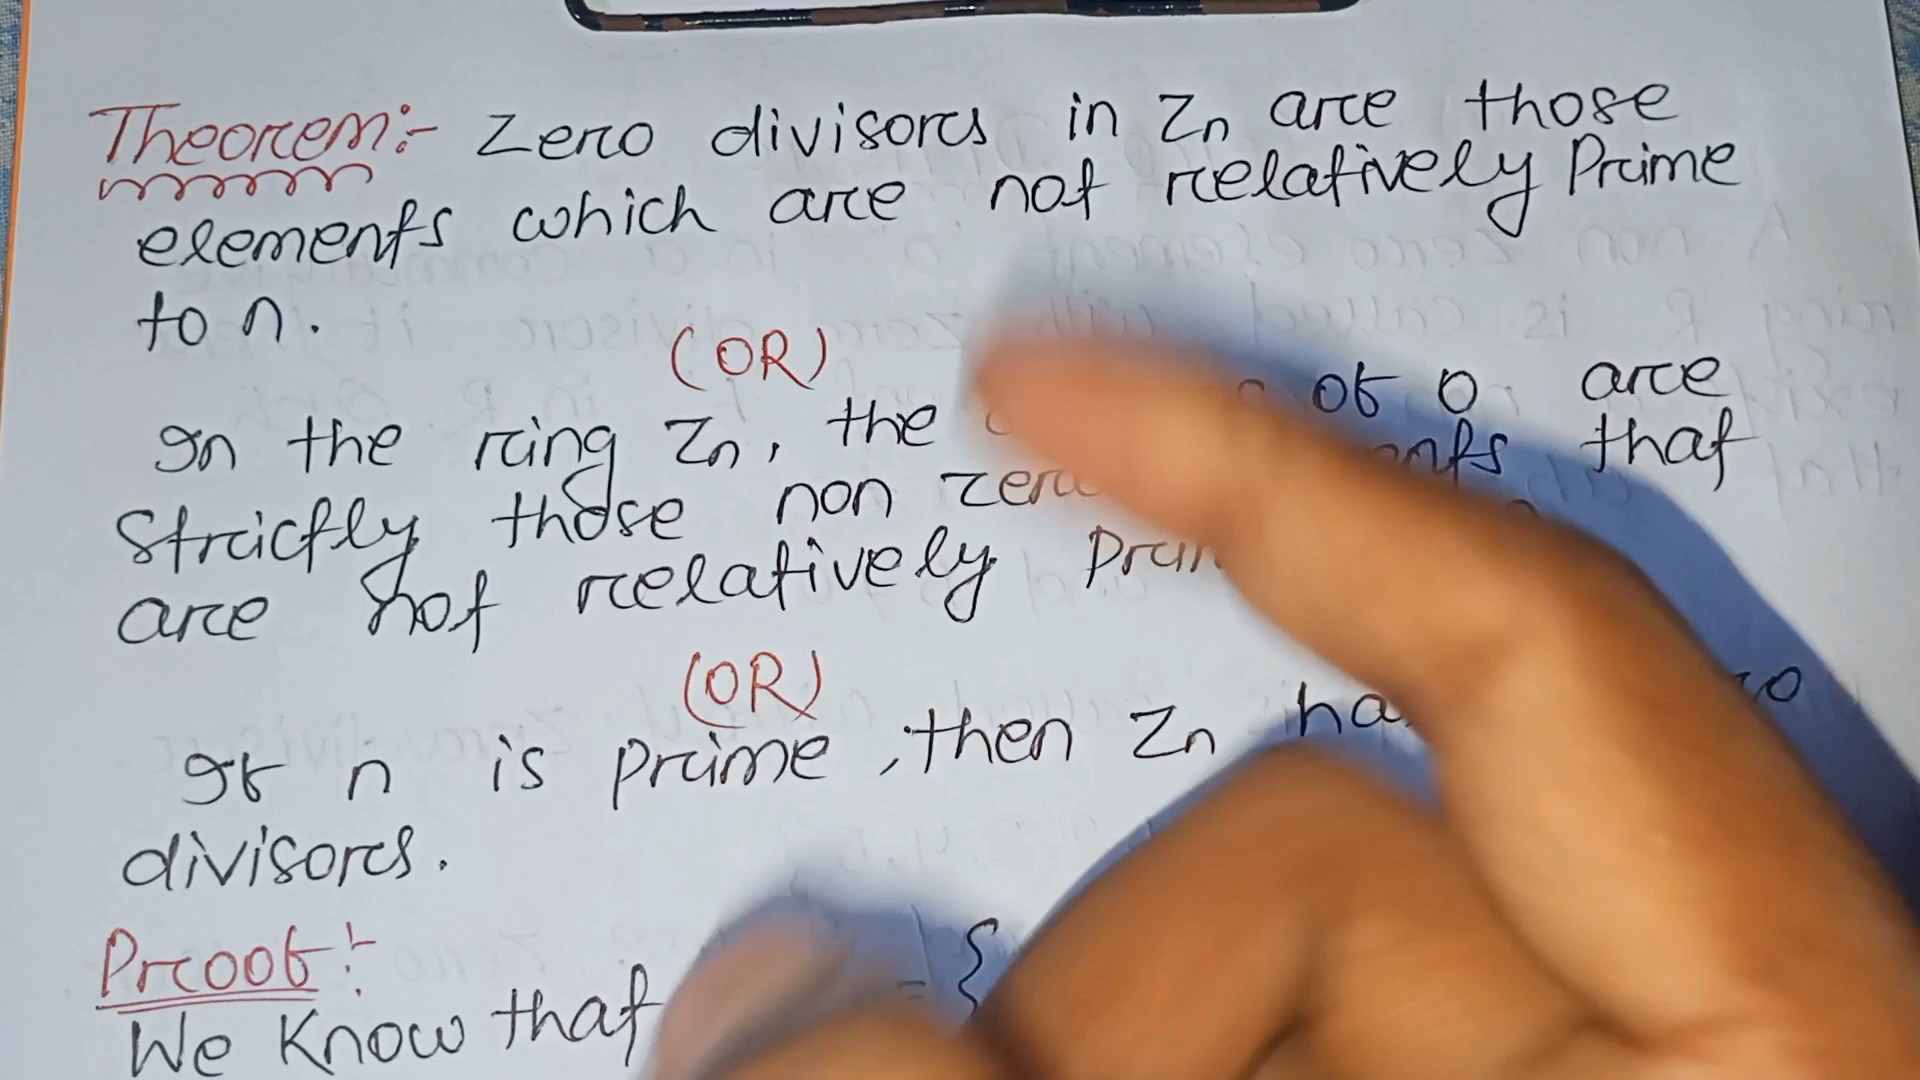 Theorem:- Zero divisors in Zn are those
elements which are not relatively Prime
to n.
(OR)
In the ring Zn, the of 0 are
strictly those non zero that
are not relatively
(OR)
If n is prime, then Zn
divisors.
Proof:-
We Know that = {